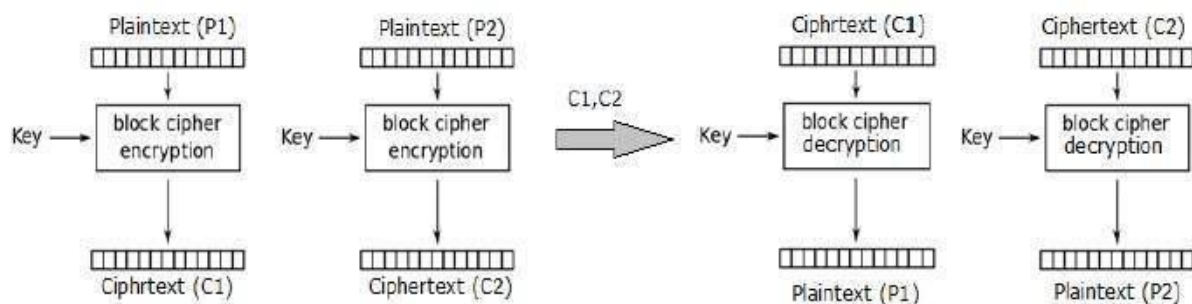 Plaintext (P1)
Plaintext (P2)
Ciphrtext (C1)
Ciphertext (C2)
C1,C2
Key
block cipher
encryption
Key
block cipher
encryption
Key
block cipher
decryption
Key
block cipher
decryption
Ciphrtext (C1)
Ciphertext (C2)
Plaintext (P1)
Plaintext (P2)